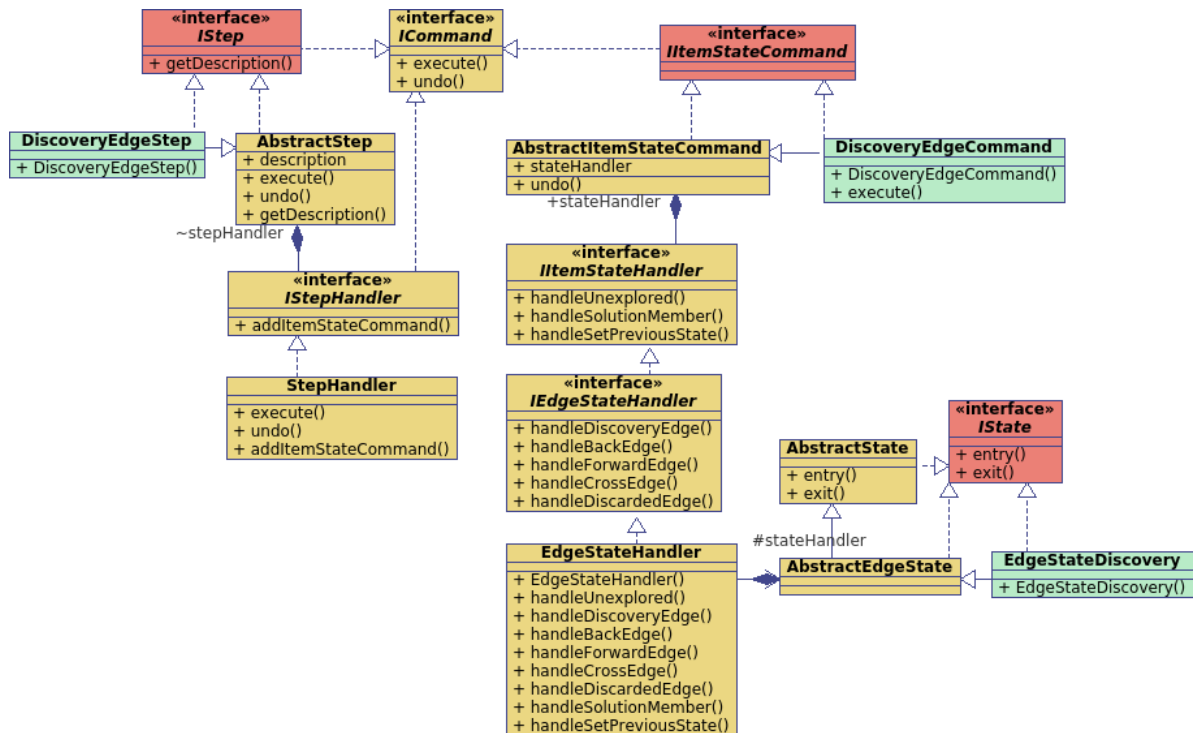 «interface»
IStep
+ getDescription()
«interface»
ICommand
+ execute()
+ undo()
«interface»
IItemStateCommand
DiscoveryEdgeStep
+ DiscoveryEdgeStep()
AbstractStep
+ description
+ execute()
+ undo()
+ getDescription()
~stepHandler
AbstractItemStateCommand
+ stateHandler
+ undo()
+stateHandler
DiscoveryEdgeCommand
+ DiscoveryEdgeCommand()
+ execute()
«interface»
IStepHandler
+ addItemStateCommand()
«interface»
IItemStateHandler
+ handleUnexplored()
+ handleSolutionMember()
+ handleSetPreviousState()
StepHandler
+ execute()
+ undo()
+ addItemStateCommand()
«interface»
IEdgeStateHandler
+ handleDiscoveryEdge()
+ handleBackEdge()
+ handleForwardEdge()
+ handleCrossEdge()
+ handleDiscardedEdge()
AbstractState
+ entry()
+ exit()
«interface»
IState
+ entry()
+ exit()
#stateHandler
EdgeStateHandler
+ EdgeStateHandler()
+ handleUnexplored()
+ handleDiscoveryEdge()
+ handleBackEdge()
+ handleForwardEdge()
+ handleCrossEdge()
+ handleDiscardedEdge()
+ handleSolutionMember()
+ handleSetPreviousState()
AbstractEdgeState
EdgeStateDiscovery
+ EdgeStateDiscovery()